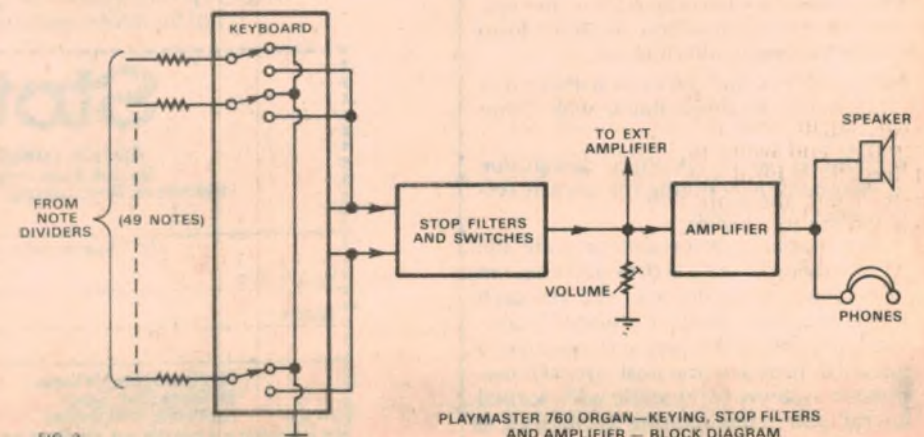 KEYBOARD
FROM
NOTE
DIVIDERS
(49 NOTES)
STOP FILTERS
AND SWITCHES
TO EXT.
AMPLIFIER
VOLUME
AMPLIFIER
SPEAKER
PHONES
PLAYMASTER 760 ORGAN—KEYING, STOP FILTERS
AND AMPLIFIER — BLOCK DIAGRAM